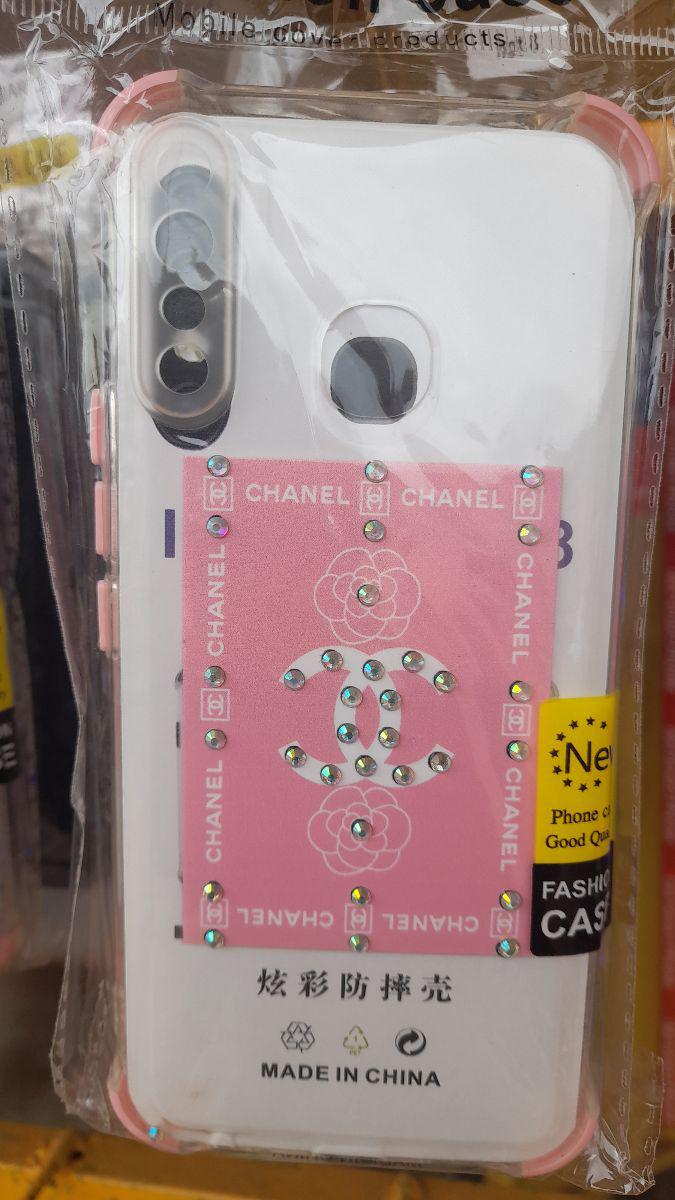 Mobile cover products
CHANEL CHANEL
CHANEL
CHANEL
CHANEL
CHANEL
New
Phone
Good
FASHIO
CAS
CHANEL CHANEL
炫彩防摔壳
MADE IN CHINA